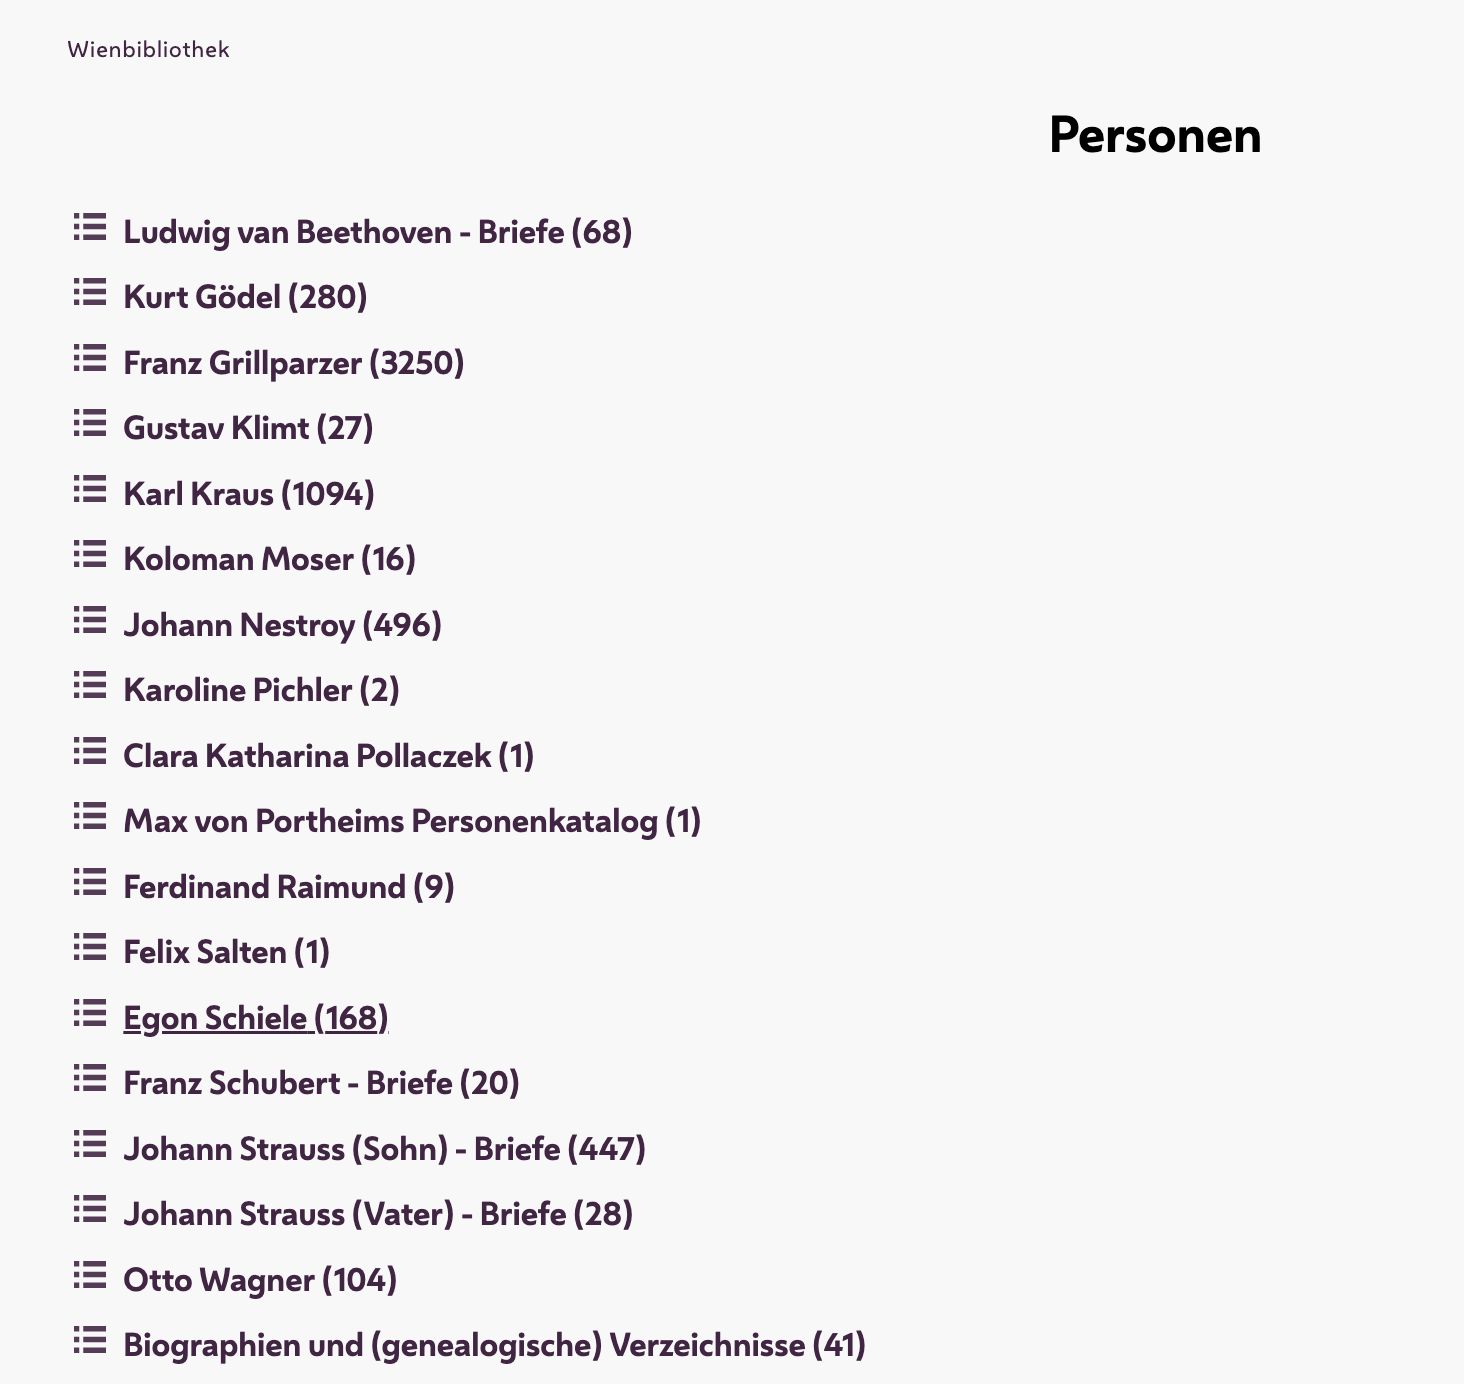 Wienbibliothek
Personen
Ludwig van Beethoven - Briefe (68)
Kurt Gödel (280)
Franz Grillparzer (3250)
Gustav Klimt (27)
Karl Kraus (1094)
Koloman Moser (16)
Johann Nestroy (496)
Karoline Pichler (2)
Clara Katharina Pollaczek (1)
Max von Portheims Personenkatalog (1)
Ferdinand Raimund (9)
Felix Salten (1)
Egon Schiele (168)
Franz Schubert - Briefe (20)
Johann Strauss (Sohn) - Briefe (447)
Johann Strauss (Vater) - Briefe (28)
Otto Wagner (104)
Biographien und (genealogische) Verzeichnisse (41)